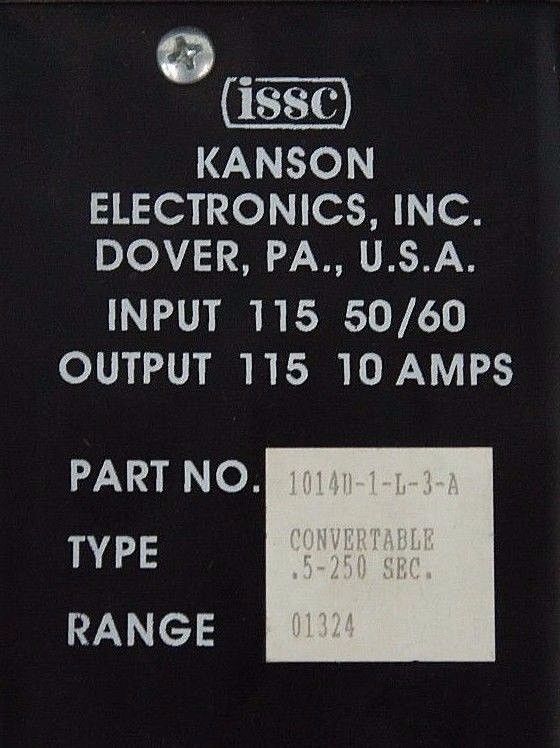 issc
KANSON
ELECTRONICS, INC.
DOVER, PA., U.S.A.
INPUT 115 50/60
OUTPUT 115 10 AMPS
PART NO. 1014D-1-L-3-A
TYPE CONVERTABLE
.5-250 SEC.
RANGE 01324